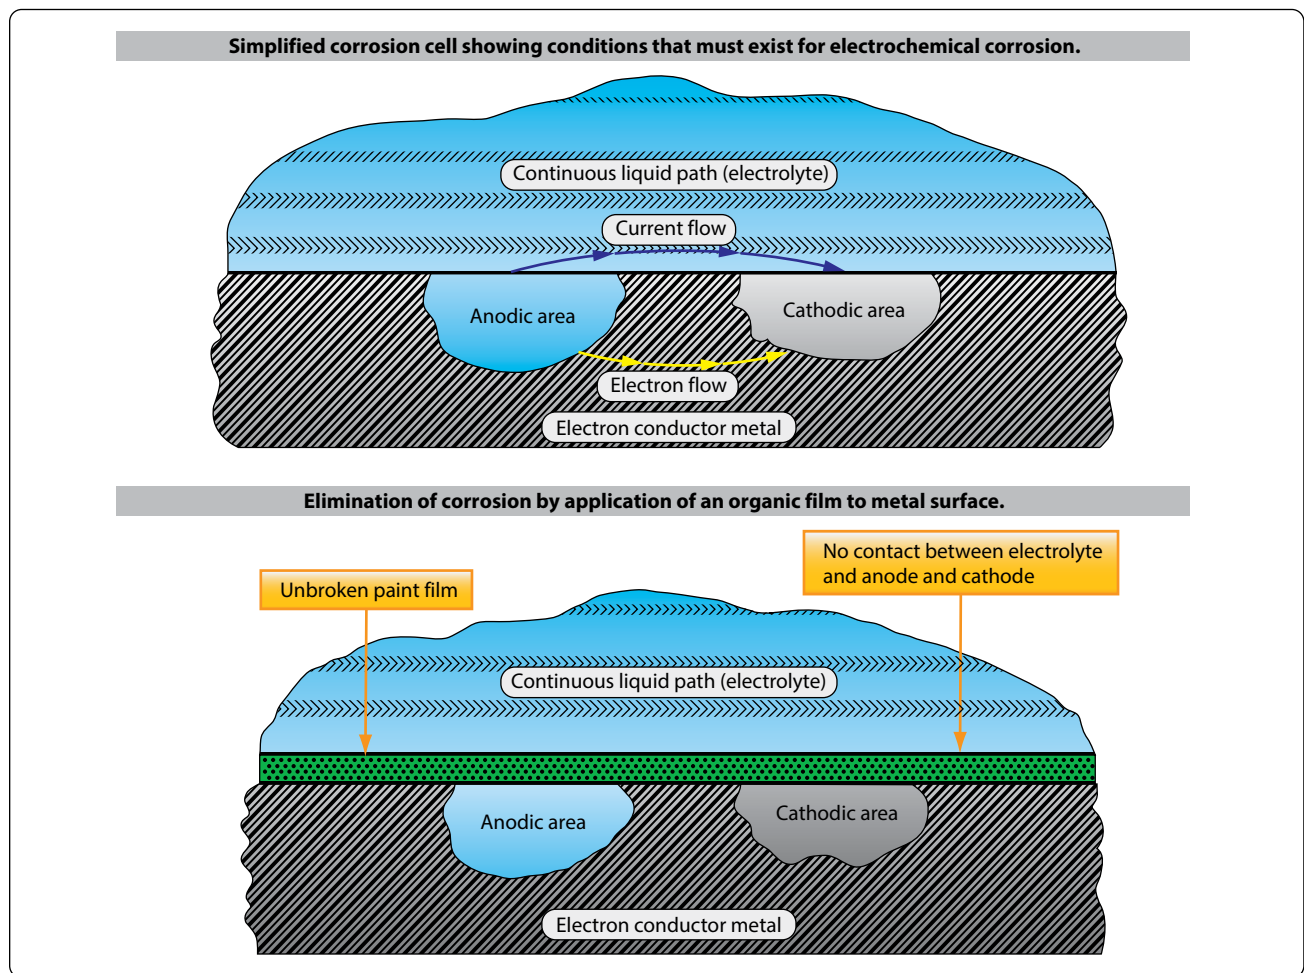 Simplified corrosion cell showing conditions that must exist for electrochemical corrosion.
Continuous liquid path (electrolyte)
Current flow
Anodic area
Cathodic area
Electron flow
Electron conductor metal
Elimination of corrosion by application of an organic film to metal surface.
Unbroken paint film
No contact between electrolyte
and anode and cathode
Continuous liquid path (electrolyte)
Anodic area
Cathodic area
Electron conductor metal